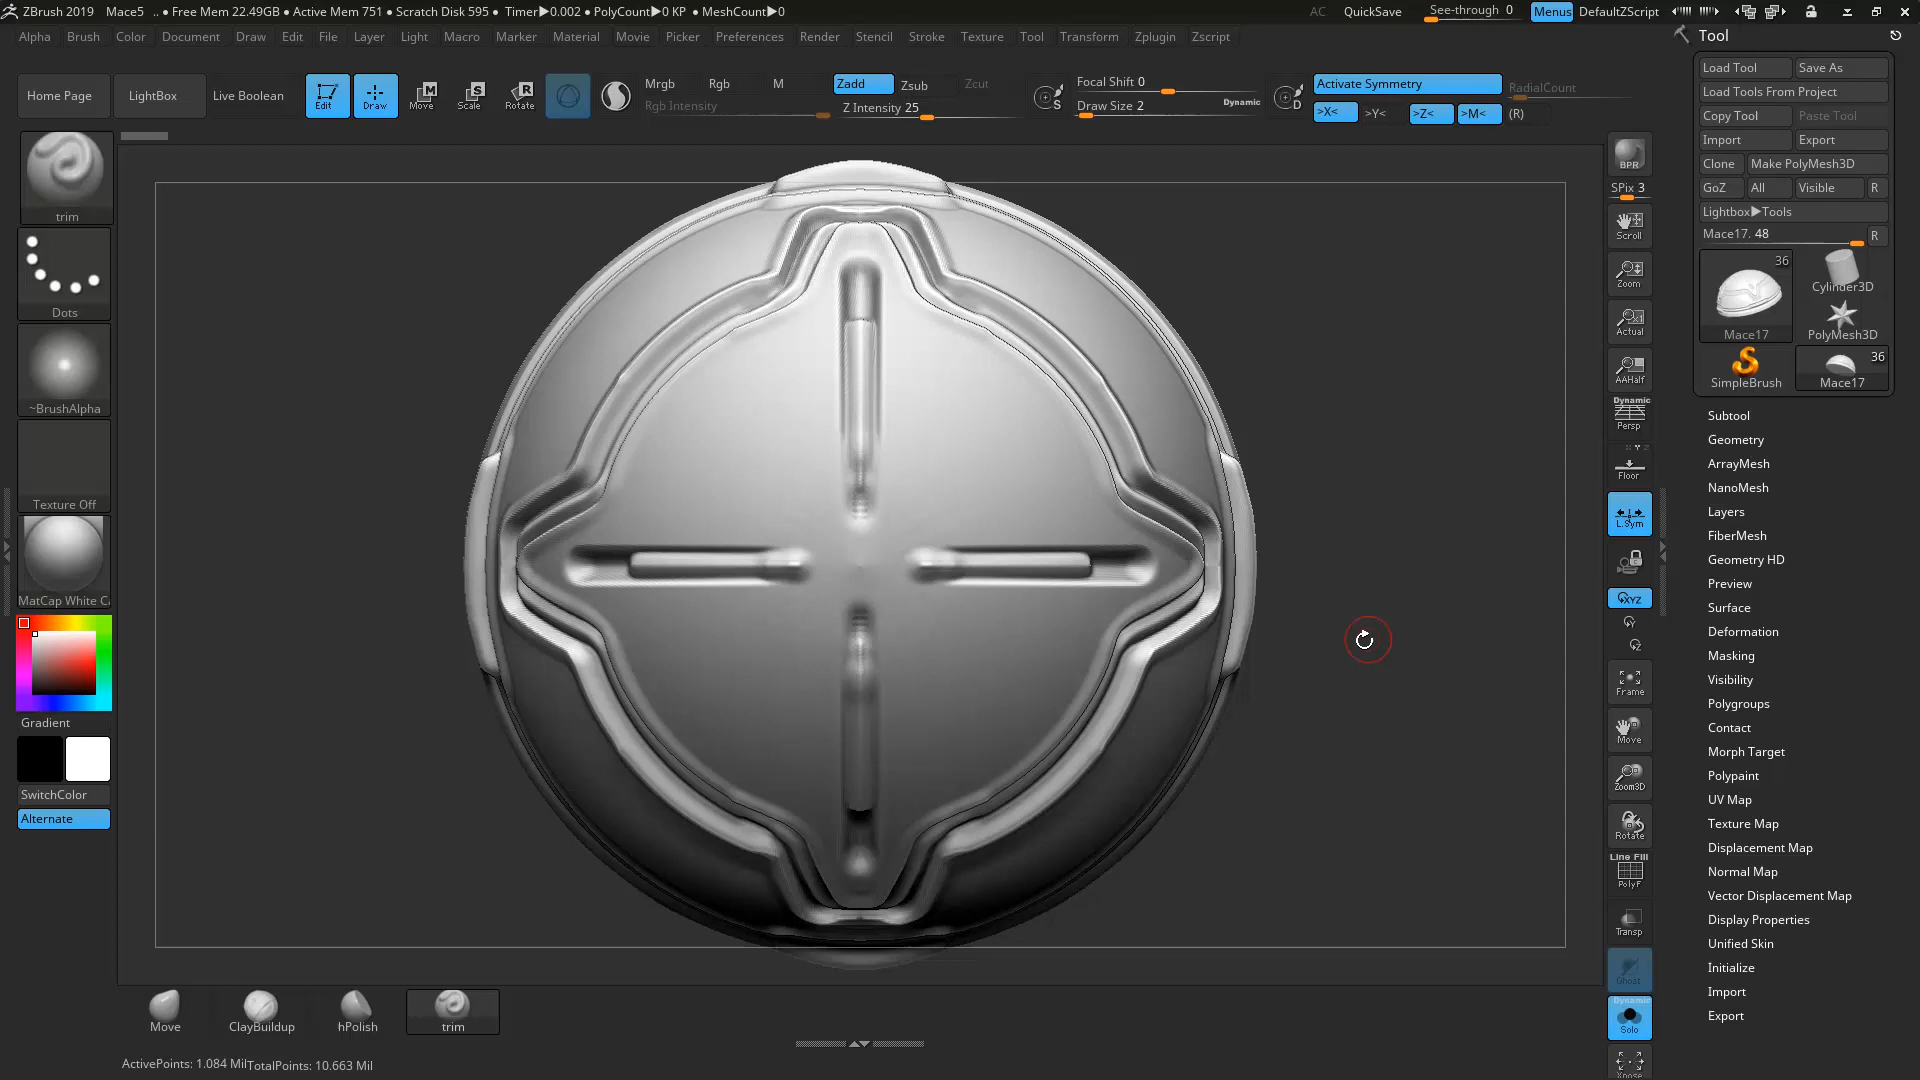 ZBrush 2019 Mace5 .. ● Free Mem 22.49GB ● Active Mem 751 ● Scratch Disk 595 ● Timer▶0.002 ● PolyCount▶0 KP ● MeshCount▶0 AC QuickSave See-through 0 Menus DefaultZScript
Alpha Brush Color Document Draw Edit File Layer Light Macro Marker Material Movie Picker Preferences Render Stencil Stroke Texture Tool Transform Zplugin Zscript
Home Page LightBox Live Boolean Edit Draw Move Scale Rotate
M S R
Mrgb Rgb M Zadd Zsub Zcut
Rgb Intensity Z Intensity 25
S Focal Shift 0
Draw Size 2 Dynamic
D Activate Symmetry RadialCount
>X< >Y< >Z< >M< (R)
trim
Dots
~BrushAlpha
Texture Off
MatCap White C
Gradient
SwitchColor
Alternate
BPR
SPix 3
Scroll
Zoom
Actual
AAHalf
Dynamic
Persp
Floor
L.Sym
XYZ
Y
Z
Frame
Move
Zoom3D
Rotate
Line Fill
PolyF
Transp
Ghost
Dynamic
Solo
Xpose
Tool
Load Tool Save As
Load Tools From Project
Copy Tool Paste Tool
Import Export
Clone Make PolyMesh3D
GoZ All Visible R
Lightbox▶Tools
Mace17. 48 R
36
Cylinder3D
Mace17 PolyMesh3D
36
SimpleBrush Mace17
Subtool
Geometry
ArrayMesh
NanoMesh
Layers
FiberMesh
Geometry HD
Preview
Surface
Deformation
Masking
Visibility
Polygroups
Contact
Morph Target
Polypaint
UV Map
Texture Map
Displacement Map
Normal Map
Vector Displacement Map
Display Properties
Unified Skin
Initialize
Import
Export
Move ClayBuildup hPolish trim
ActivePoints: 1.084 Mil TotalPoints: 10.663 Mil